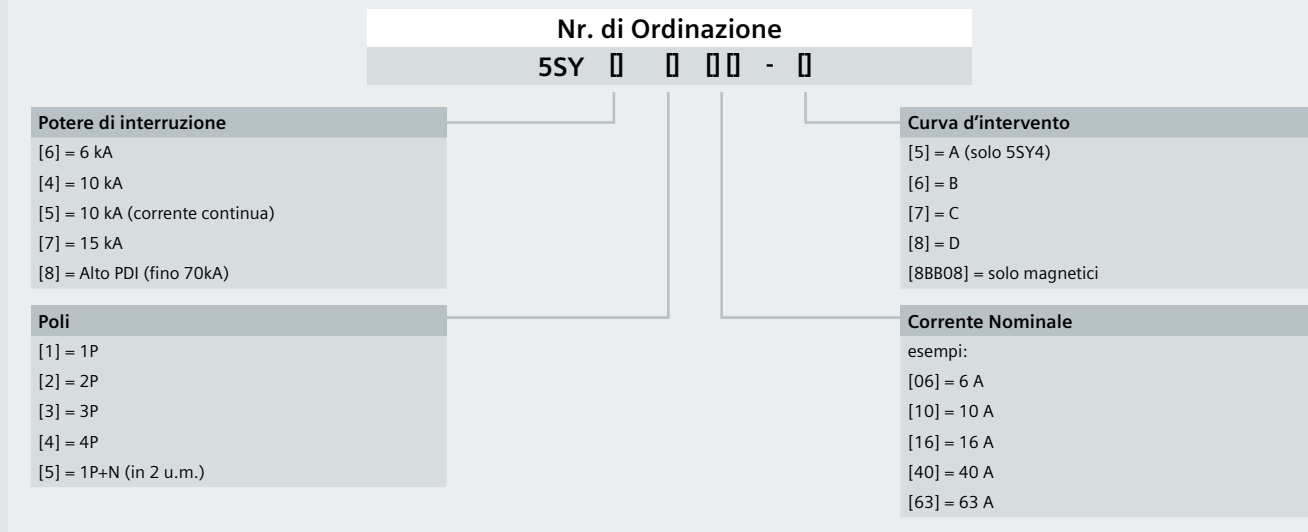 Nr. di Ordinazione
5SY [] [] [] [] - []
Potere di interruzione
[6] = 6 kA
[4] = 10 kA
[5] = 10 kA (corrente continua)
[7] = 15 kA
[8] = Alto PDI (fino 70kA)
Poli
[1] = 1P
[2] = 2P
[3] = 3P
[4] = 4P
[5] = 1P+N (in 2 u.m.)
Curva d’intervento
[5] = A (solo 5SY4)
[6] = B
[7] = C
[8] = D
[8BB08] = solo magnetici
Corrente Nominale
esempi:
[06] = 6 A
[10] = 10 A
[16] = 16 A
[40] = 40 A
[63] = 63 A